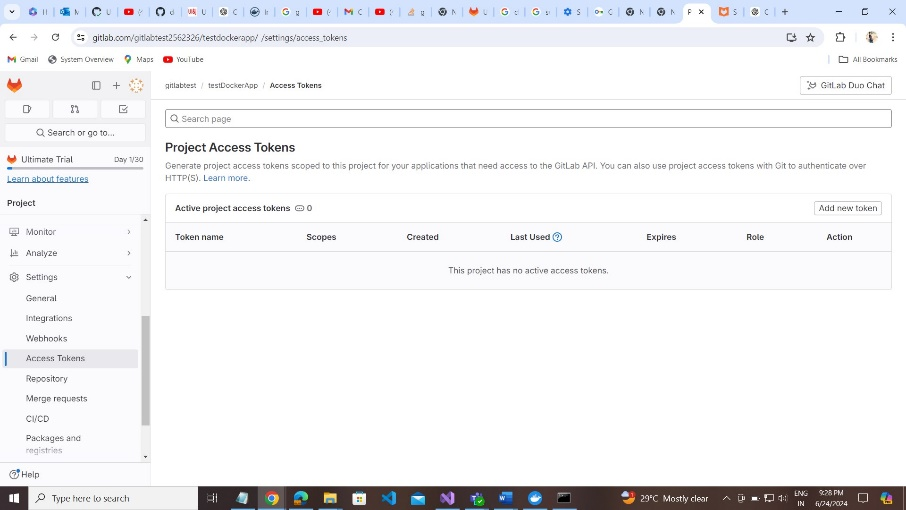 H
M
U
(
d
U
C
In
g
(
C
(
g
N
U
cl
sr
S
C
N
N
P
S
C
gitlab.com/gitlabtest2562326/testdockerapp/-/settings/access_tokens
Gmail
System Overview
Maps
YouTube
All Bookmarks
gitlabtest / testDockerApp / Access Tokens
GitLab Duo Chat
Search or go to...
Search page
Ultimate Trial Day 1/30
Learn about features
Project
Monitor
Analyze
Settings
General
Integrations
Webhooks
Access Tokens
Repository
Merge requests
CI/CD
Packages and
registries
Help
Project Access Tokens
Generate project access tokens scoped to this project for your applications that need access to the GitLab API. You can also use project access tokens with Git to authenticate over
HTTP(S). Learn more.
Active project access tokens 0
Add new token
Token name Scopes Created Last Used Expires Role Action
This project has no active access tokens.
Type here to search
29°C Mostly clear
ENG
IN
9:28 PM
6/24/2024